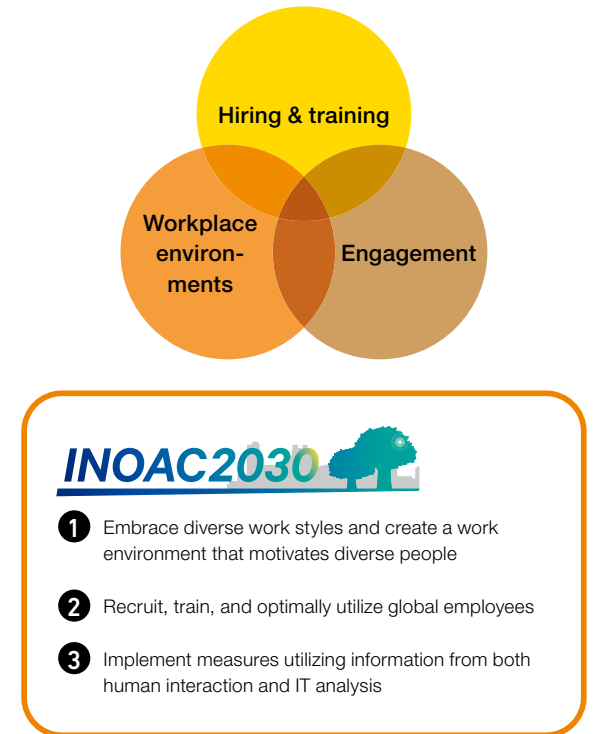 Hiring & training
Workplace
environ-
ments
Engagement
INOAC2030
1 Embrace diverse work styles and create a work
environment that motivates diverse people
2 Recruit, train, and optimally utilize global employees
3 Implement measures utilizing information from both
human interaction and IT analysis